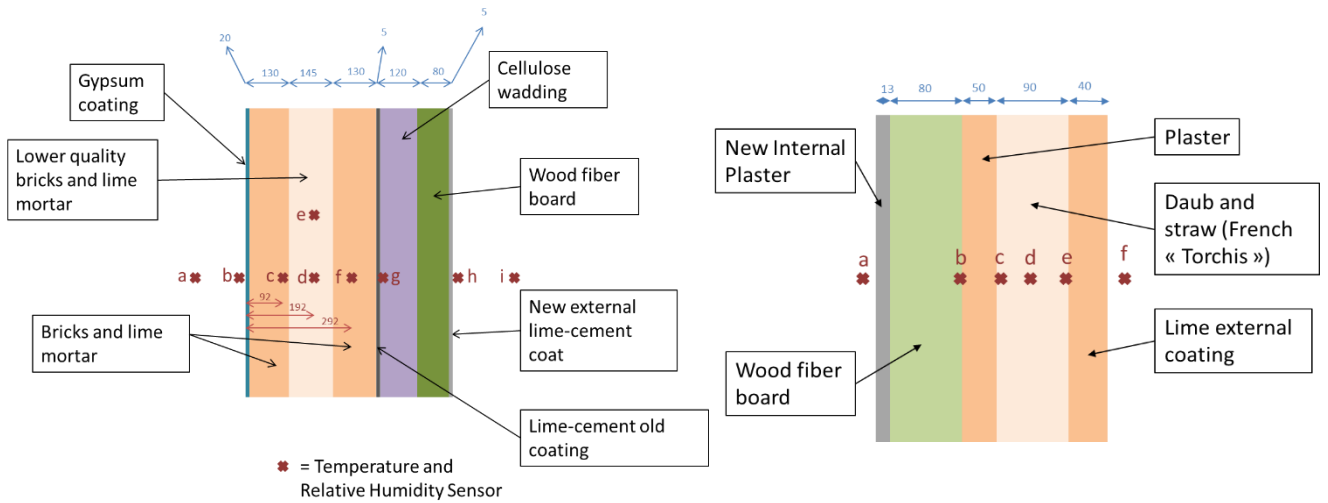 20
5
5
130
145
130
120
80
Gypsum
coating
Cellulose
wadding
Lower quality
bricks and lime
mortar
Wood fiber
board
e
a
b
c
d
f
g
h
i
92
192
292
Bricks and lime
mortar
New external
lime-cement
coat
Lime-cement old
coating
= Temperature and
Relative Humidity Sensor
13
80
50
90
40
New Internal
Plaster
Plaster
Daub and
straw (French
« Torchis »)
a
b
c
d
e
f
Wood fiber
board
Lime external
coating